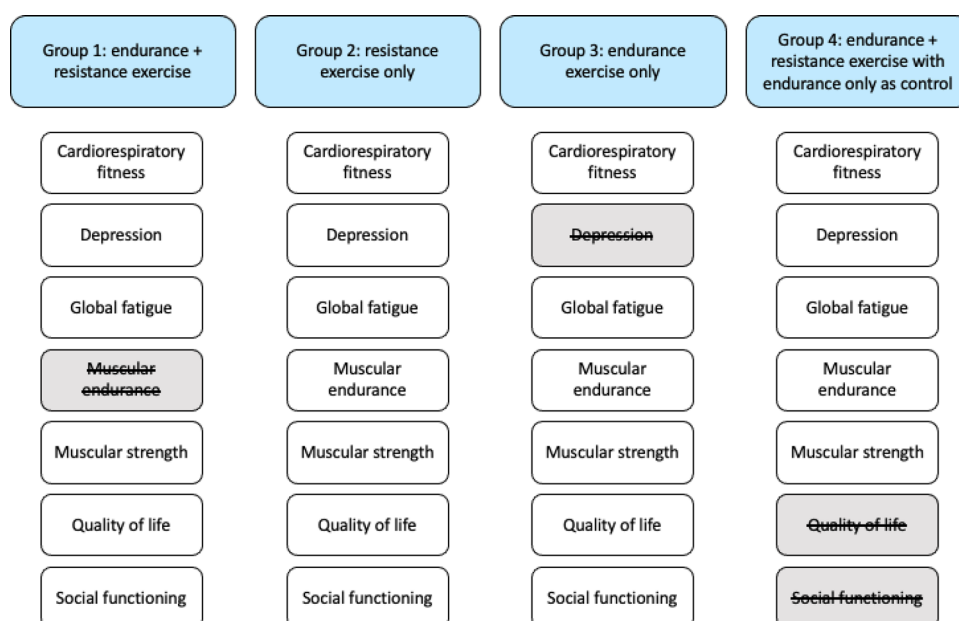 Group 1: endurance +
resistance exercise
Group 2: resistance
exercise only
Group 3: endurance
exercise only
Group 4: endurance +
resistance exercise with
endurance only as control
Cardiorespiratory
fitness
Cardiorespiratory
fitness
Cardiorespiratory
fitness
Cardiorespiratory
fitness
Depression
Depression
Depression
Depression
Global fatigue
Global fatigue
Global fatigue
Global fatigue
Muscular
endurance
Muscular
endurance
Muscular
endurance
Muscular
endurance
Muscular strength
Muscular strength
Muscular strength
Muscular strength
Quality of life
Quality of life
Quality of life
Quality of life
Social functioning
Social functioning
Social functioning
Social functioning